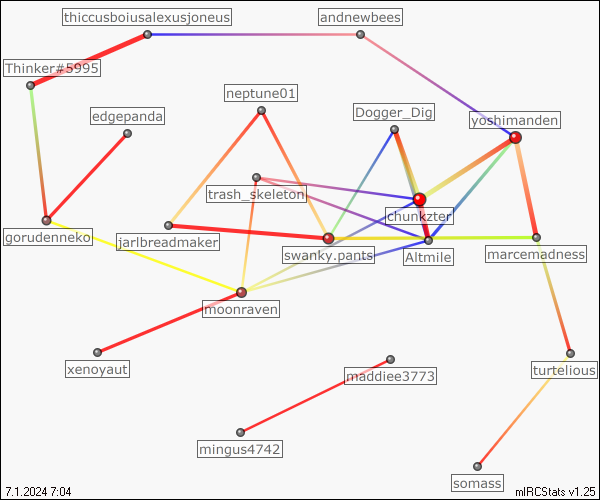 thiccusboiusalexusjoneus
andnewbees
Thinker#5995
neptune01
edgepanda
Dogger_Dig
yoshimanden
trash_skeleton
chunkzter
gorudenneko
jarlbreadmaker
swanky.pants
Altmile
marcemadness
moonraven
xenoyaut
maddiee3773
turtelious
mingus4742
somass
7.1.2024 7:04
mIRCStats v1.25